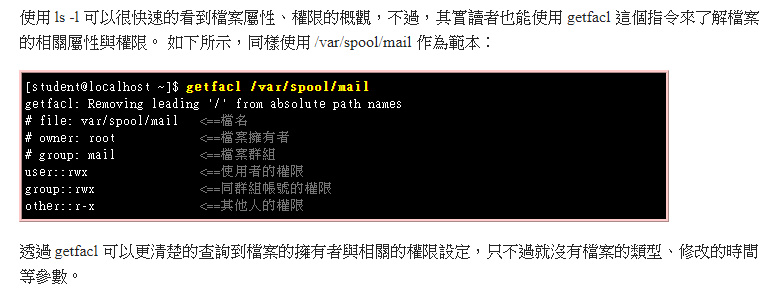 使用 ls -l 可以很快速的看到檔案屬性、權限的概觀，不過，其實讀者也能使用 getfacl 這個指令來了解檔案
的相關屬性與權限。 如下所示，同樣使用 /var/spool/mail 作為範本：
[student@localhost ~]$ getfacl /var/spool/mail
getfacl: Removing leading '/' from absolute path names
# file: var/spool/mail   <==檔名
# owner: root            <==檔案擁有者
# group: mail            <==檔案群組
user::rwx                <==使用者的權限
group::rwx               <==同群組帳號的權限
other::r-x               <==其他人的權限
透過 getfacl 可以更清楚的查詢到檔案的擁有者與相關的權限設定，只不過就沒有檔案的類型、修改的時間
等參數。